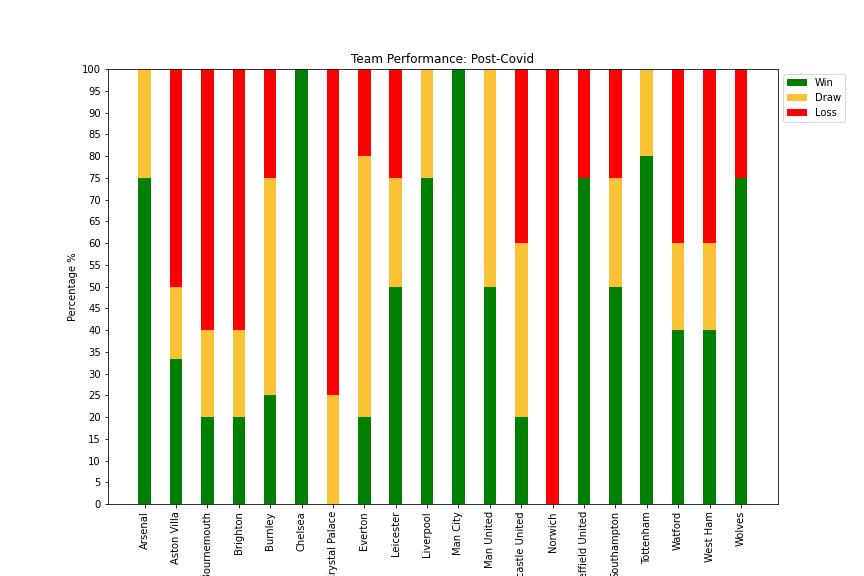 Team Performance: Post-Covid
Win
Draw
Loss
Percentage %
100
95
90
85
80
75
70
65
60
55
50
45
40
35
30
25
20
15
10
5
0
Arsenal
Aston Villa
Bournemouth
Brighton
Burnley
Chelsea
rystal Palace
Everton
Leicester
Liverpool
Man City
Man United
castle United
Norwich
effield United
Southampton
Tottenham
Watford
West Ham
Wolves